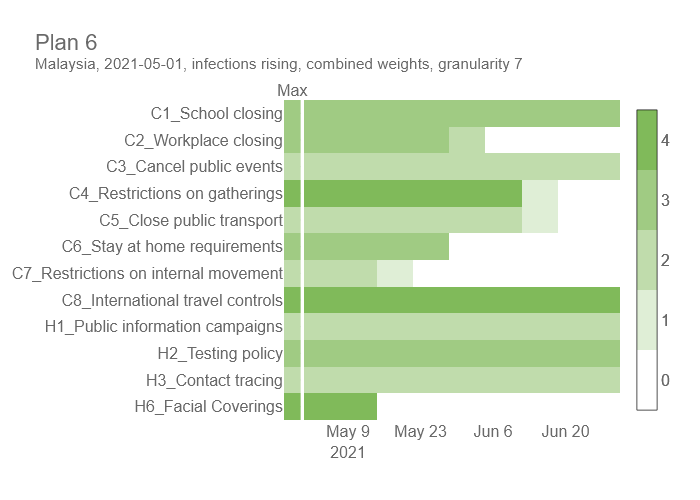 Plan 6
Malaysia, 2021-05-01, infections rising, combined weights, granularity 7
Max
C1_School closing
C2_Workplace closing
C3_Cancel public events
C4_Restrictions on gatherings
C5_Close public transport
C6_Stay at home requirements
C7_Restrictions on internal movement
C8_International travel controls
H1_Public information campaigns
H2_Testing policy
H3_Contact tracing
H6_Facial Coverings
May 9 May 23 Jun 6 Jun 20
2021
4
3
2
1
0